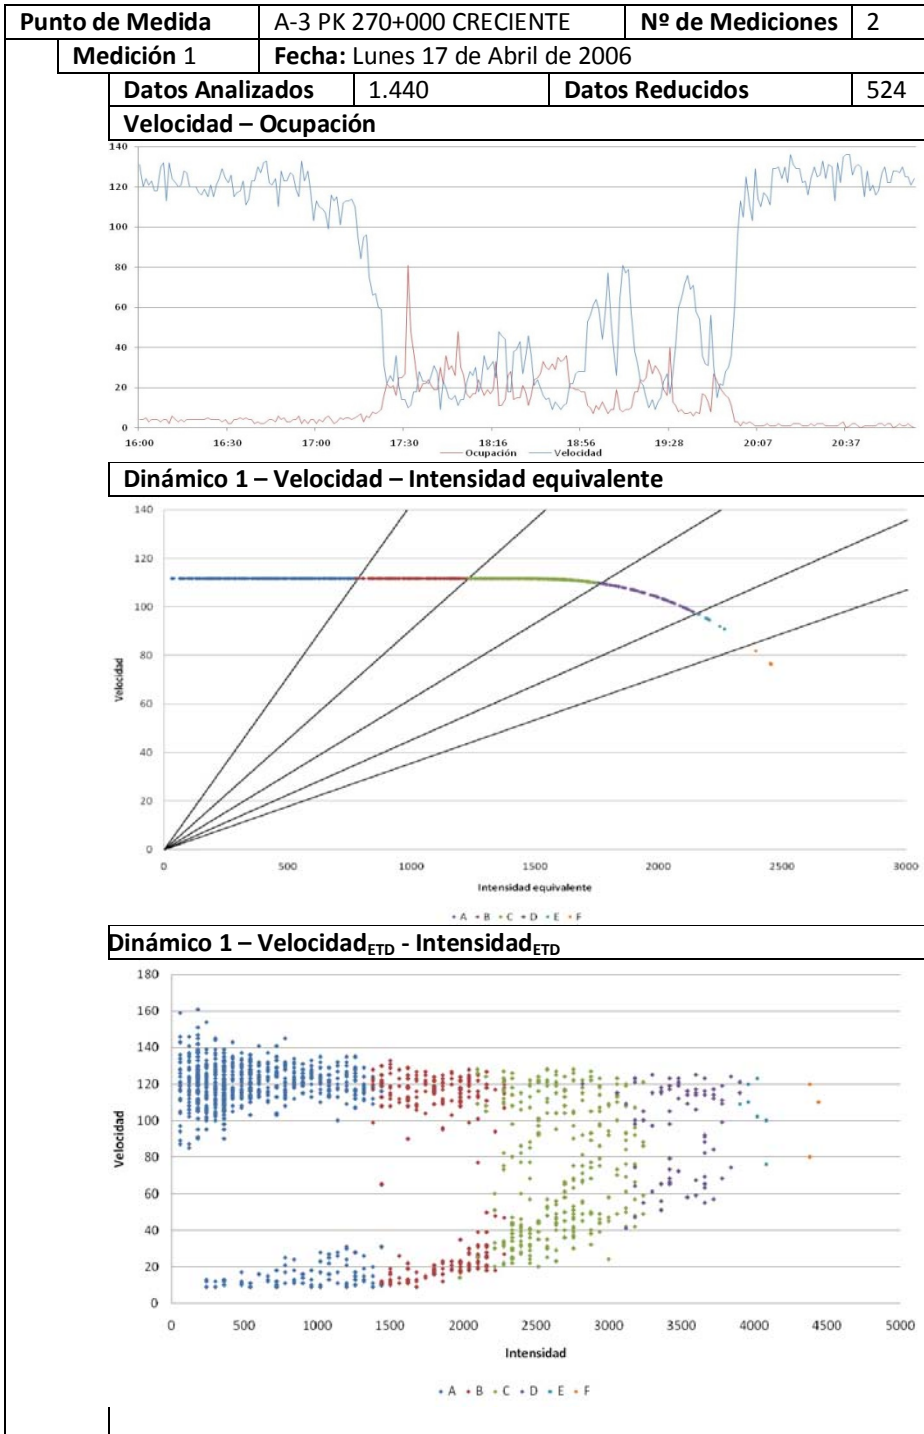 Punto de Medida A-3 PK 270+000 CRECIENTE Nº de Mediciones 2
Medición 1 Fecha: Lunes 17 de Abril de 2006
Datos Analizados 1.440 Datos Reducidos 524
Velocidad – Ocupación
140
120
100
80
60
40
20
0
16:00 16:30 17:00 17:30 18:16 18:56 19:28 20:07 20:37
Ocupación Velocidad
Dinámico 1 – Velocidad – Intensidad equivalente
140
120
100
80
60
40
20
0
Velocidad
0 500 1000 1500 2000 2500 3000
Intensidad equivalente
A B C D E F
Dinámico 1 – VelocidadETD - IntensidadETD
180
160
140
120
100
80
60
40
20
0
Velocidad
0 500 1000 1500 2000 2500 3000 3500 4000 4500 5000
Intensidad
A B C D E F